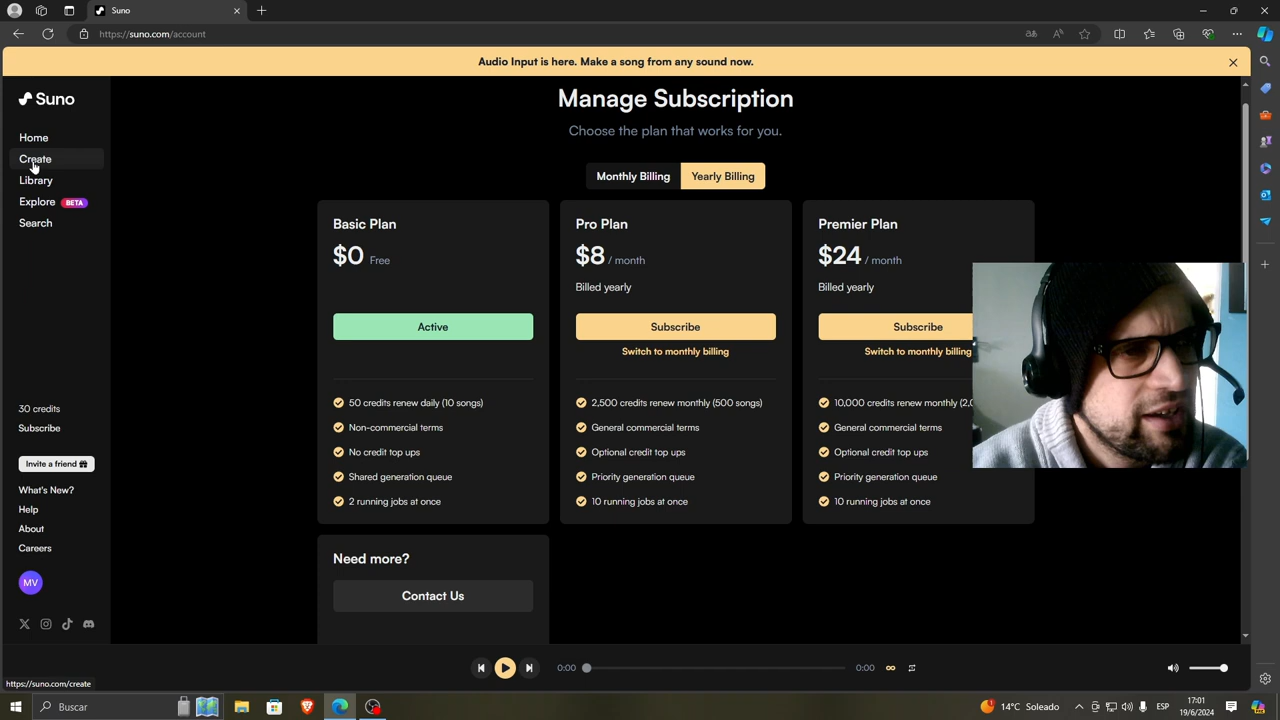 Suno
https://suno.com/account
Audio Input is here. Make a song from any sound now.
Suno
Home
Create
Library
Explore BETA
Search
30 credits
Subscribe
Invite a friend
What's New?
Help
About
Careers
MV
Manage Subscription
Choose the plan that works for you.
Monthly Billing Yearly Billing
Basic Plan
$0 Free
Active
50 credits renew daily (10 songs)
Non-commercial terms
No credit top ups
Shared generation queue
2 running jobs at once
Pro Plan
$8 / month
Billed yearly
Subscribe
Switch to monthly billing
2,500 credits renew monthly (500 songs)
General commercial terms
Optional credit top ups
Priority generation queue
10 running jobs at once
Premier Plan
$24 / month
Billed yearly
Subscribe
Switch to monthly billing
10,000 credits renew monthly
General commercial terms
Optional credit top ups
Priority generation queue
10 running jobs at once
Need more?
Contact Us
0:00 0:00
https://suno.com/create
Buscar
14°C Soleado
ESP
17:01
19/6/2024